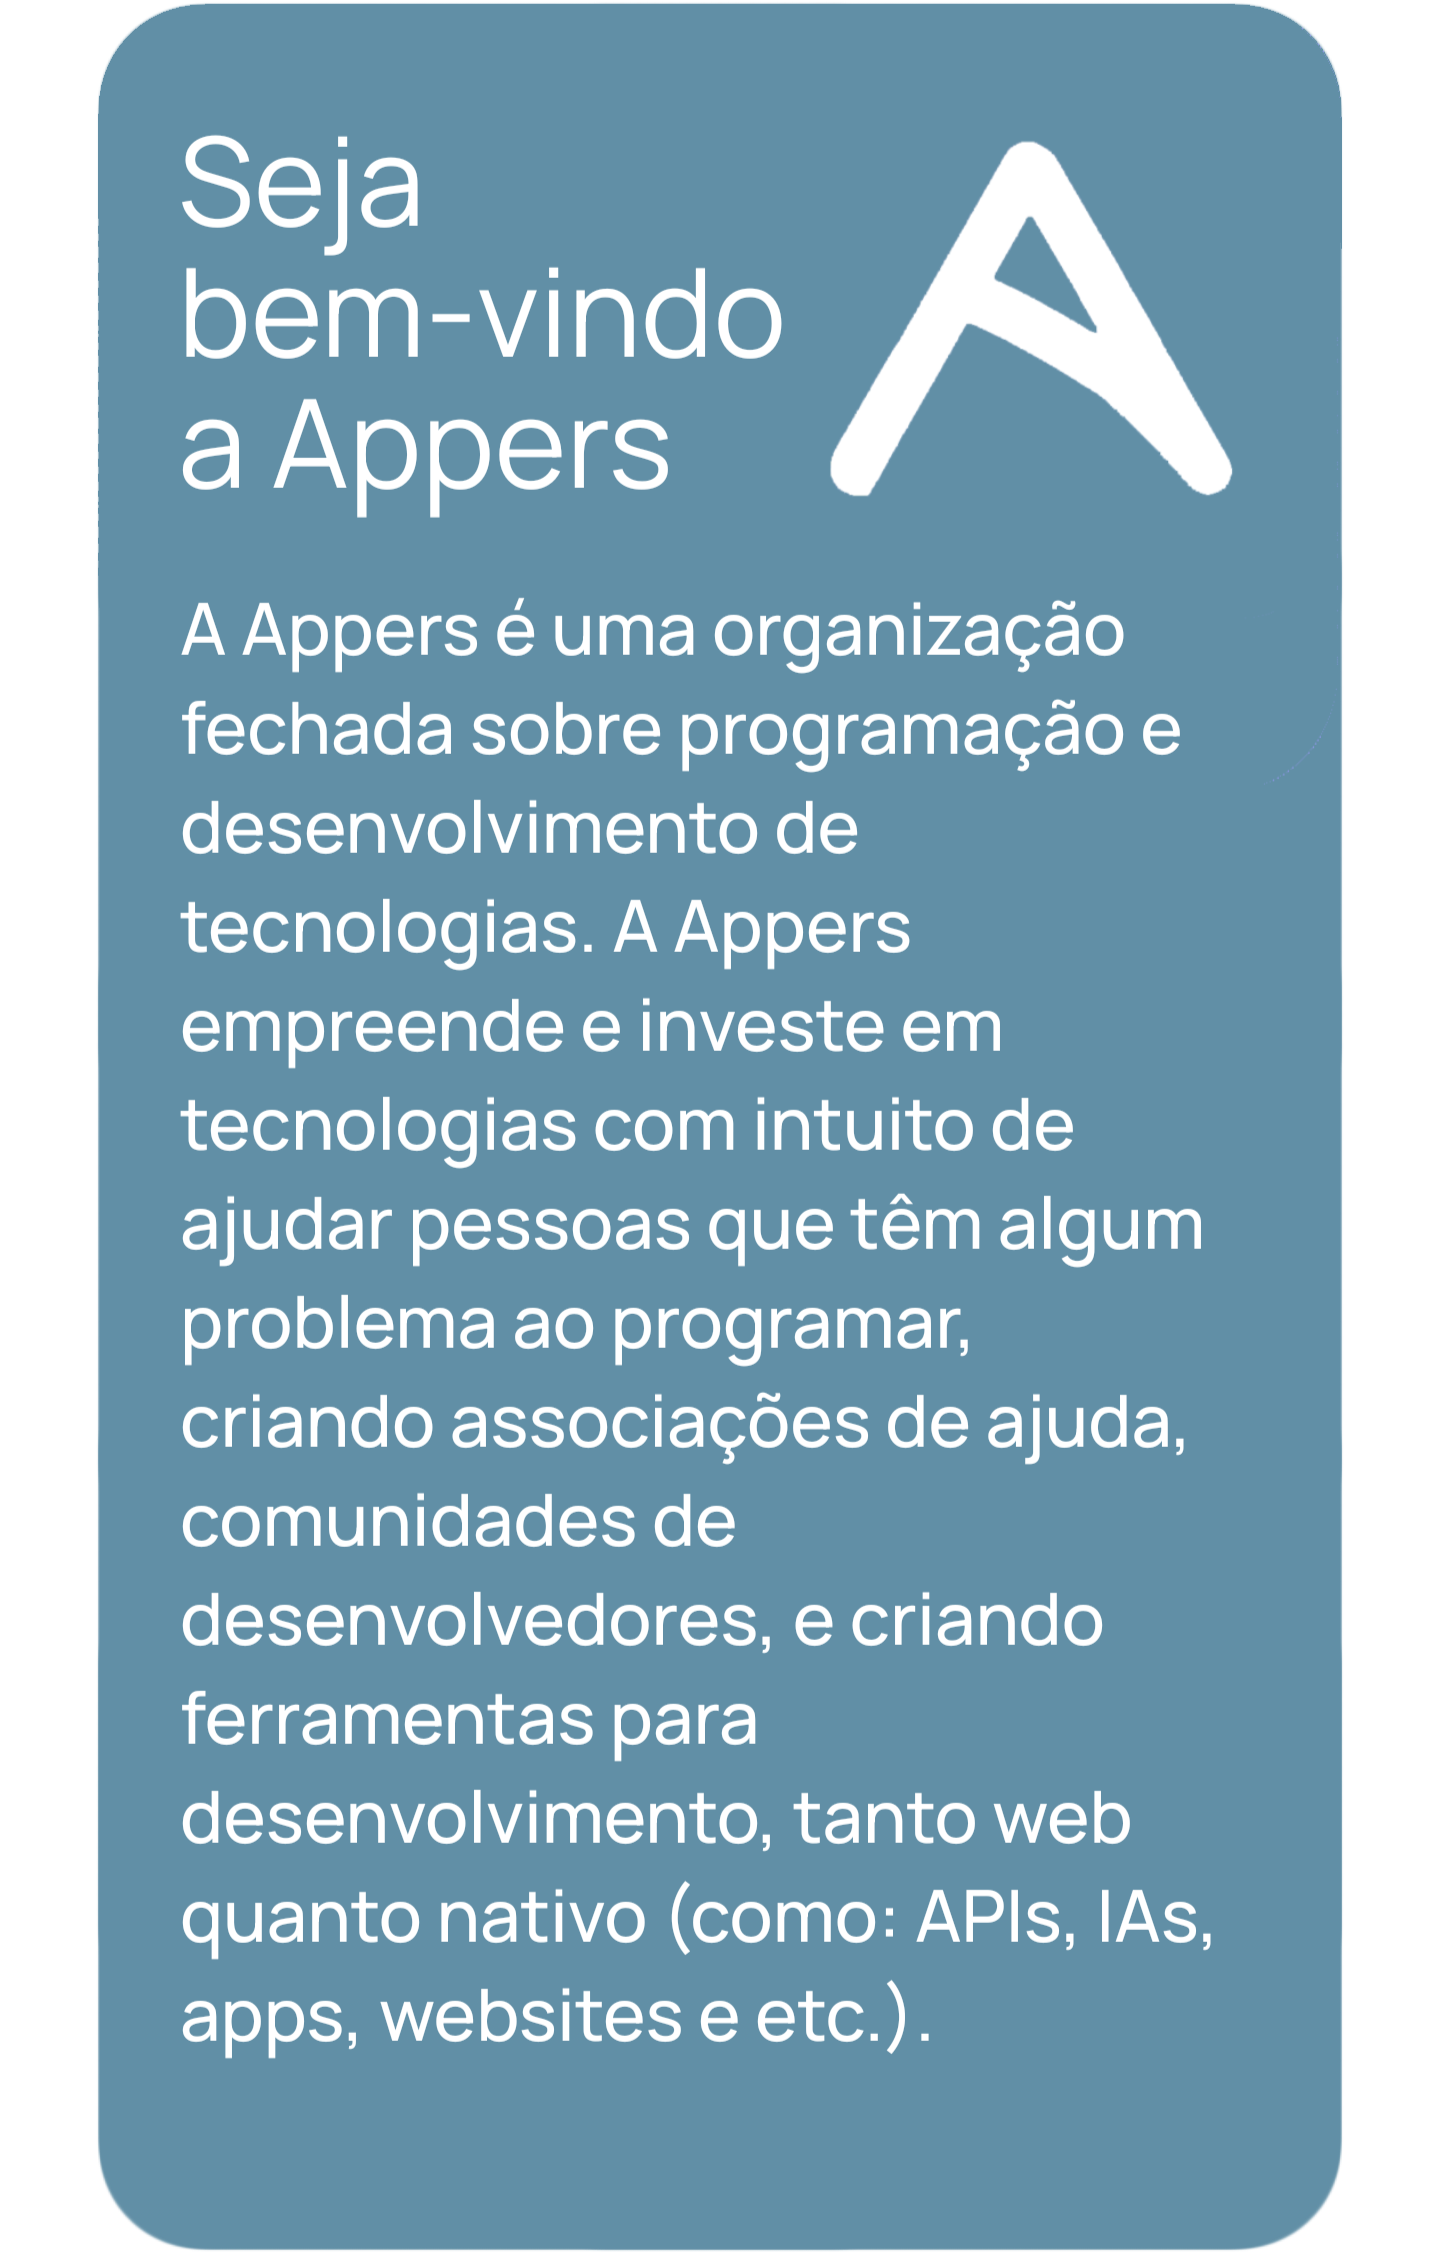 Seja
bem-vindo
a Appers
A Appers é uma organização
fechada sobre programação e
desenvolvimento de
tecnologias. A Appers
empreende e investe em
tecnologias com intuito de
ajudar pessoas que têm algum
problema ao programar,
criando associações de ajuda,
comunidades de
desenvolvedores, e criando
ferramentas para
desenvolvimento, tanto web
quanto nativo (como: APIs, IAs,
apps, websites e etc.).